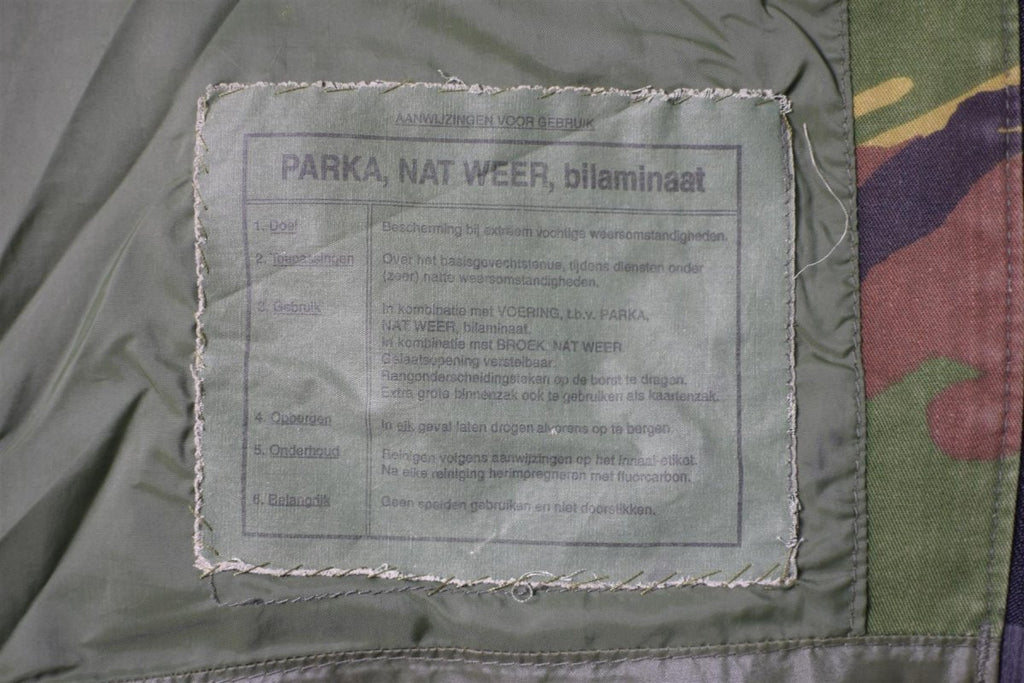 AANWIJZINGEN VOOR GEBRUIK
PARKA, NAT WEER, bilaminaat
1. Doel Bescherming bij extreem vochtige weersomstandigheden.
2. Toepassingen Over het basisgevechtstenue, tijdens diensten onder
(zeer) natte weersomstandigheden.
3. Gebruik In kombinatie met VOERING, t.b.v. PARKA,
NAT WEER, bilaminaat.
In kombinatie met BROEK, NAT WEER
Gelaatsopening verstelbaar.
Rangonderscheidingsteken op de borst te dragen.
Extra grote binnenzak ook te gebruiken als kaartenzak.
4. Opbergen In elk geval laten drogen alvorens op te bergen.
5. Onderhoud Reinigen volgens aanwijzingen op het innaai-etiket.
Na elke reiniging herimpregneren met fluorcarbon.
6. Belangrijk Geen spelden gebruiken en niet doorstikken.